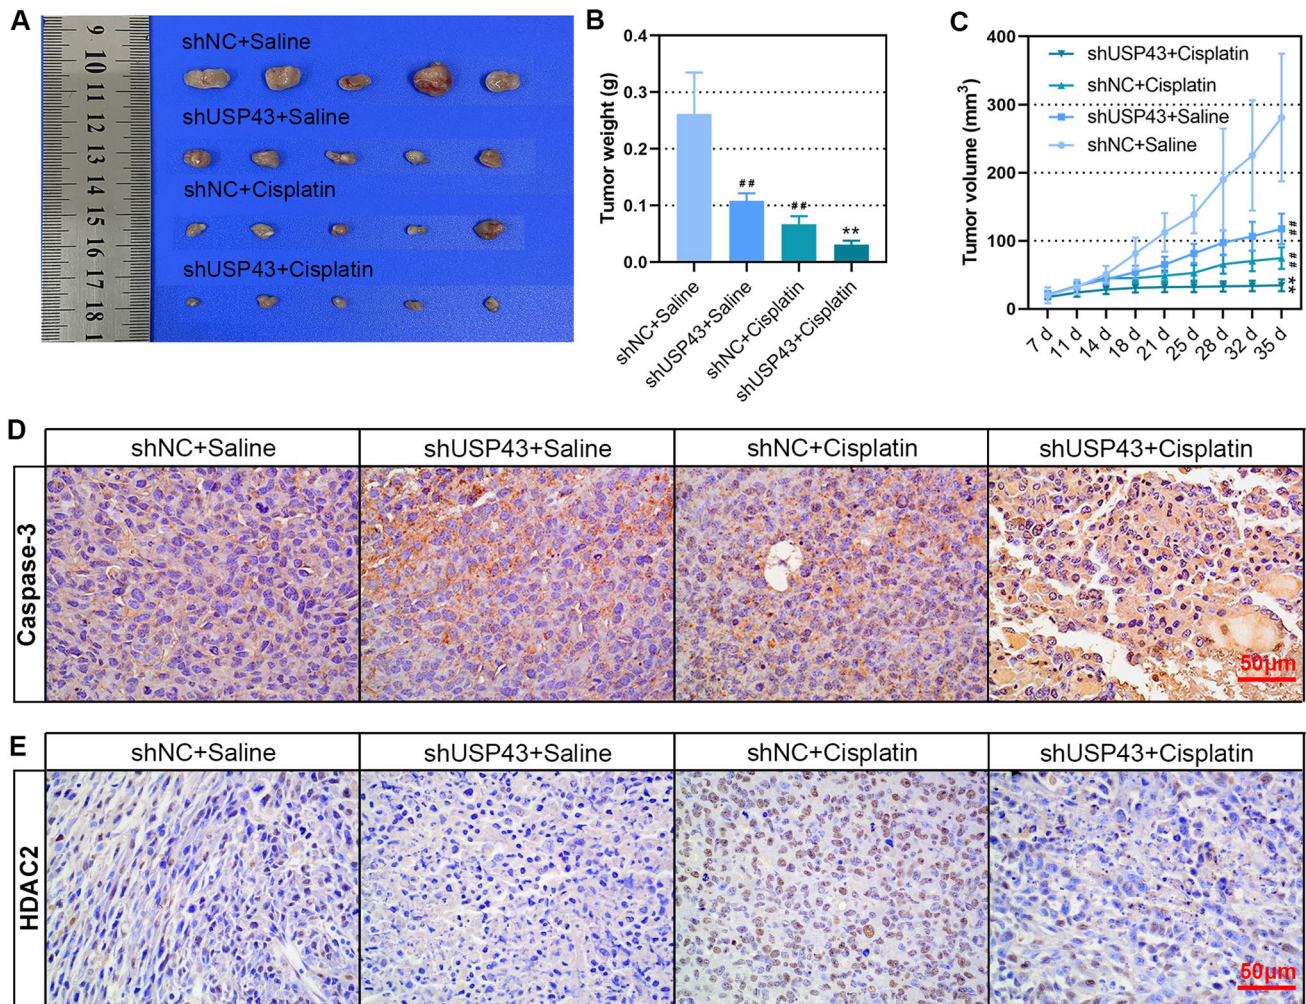 A
9
10
11
12
13
14
15
16
17
18
1
shNC+Saline
shUSP43+Saline
shNC+Cisplatin
shUSP43+Cisplatin
B
Tumor weight (g)
0.4
0.3
0.2
0.1
0.0
##
##
**
shNC+Saline
shUSP43+Saline
shNC+Cisplatin
shUSP43+Cisplatin
C
Tumor volume (mm³)
400
300
200
100
0
shUSP43+Cisplatin
shNC+Cisplatin
shUSP43+Saline
shNC+Saline
##
##
**
7 d
11 d
14 d
18 d
21 d
25 d
28 d
32 d
35 d
D
shNC+Saline
shUSP43+Saline
shNC+Cisplatin
shUSP43+Cisplatin
Caspase-3
50μm
E
shNC+Saline
shUSP43+Saline
shNC+Cisplatin
shUSP43+Cisplatin
HDAC2
50μm